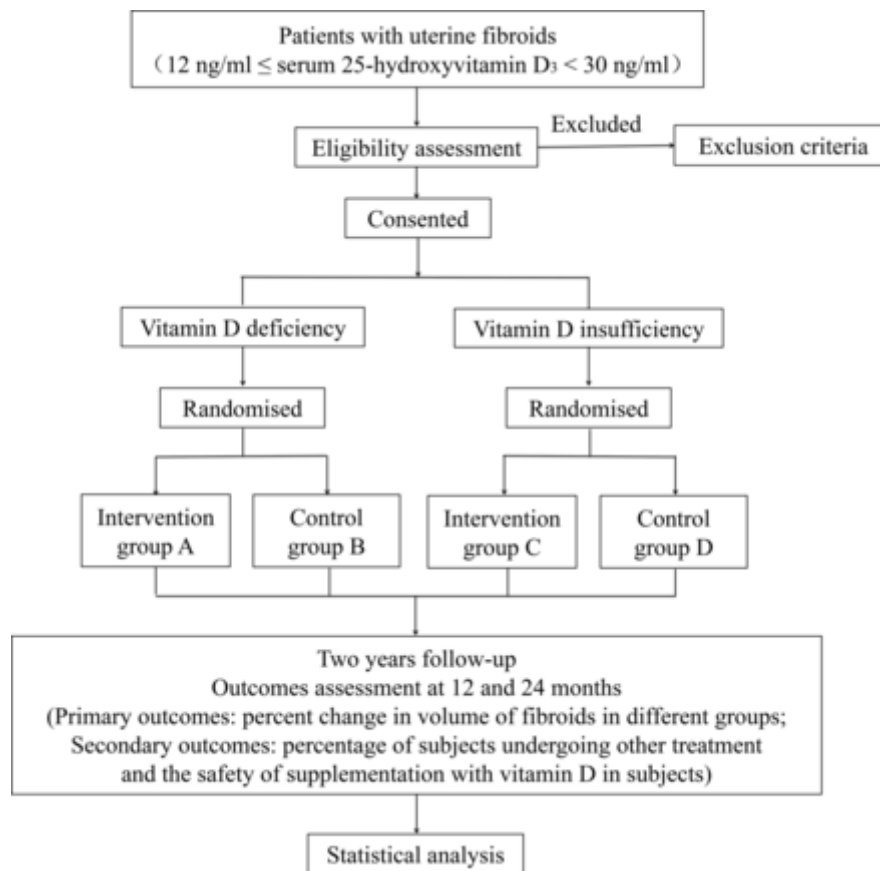 Patients with uterine fibroids
（12 ng/ml ≤ serum 25-hydroxyvitamin D₃ < 30 ng/ml）
Excluded
Eligibility assessment
Exclusion criteria
Consented
Vitamin D deficiency
Vitamin D insufficiency
Randomised
Randomised
Intervention
group A
Control
group B
Intervention
group C
Control
group D
Two years follow-up
Outcomes assessment at 12 and 24 months
(Primary outcomes: percent change in volume of fibroids in different groups;
Secondary outcomes: percentage of subjects undergoing other treatment
and the safety of supplementation with vitamin D in subjects)
Statistical analysis